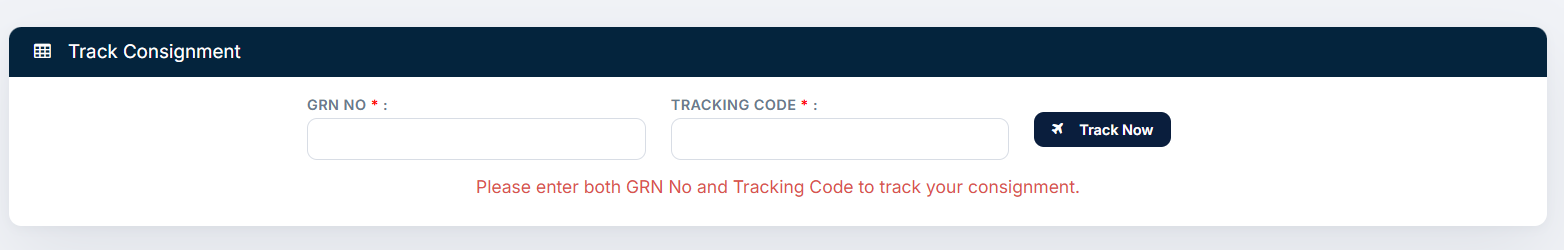 Track Consignment
GRN NO * :
TRACKING CODE * :
Track Now
Please enter both GRN No and Tracking Code to track your consignment.